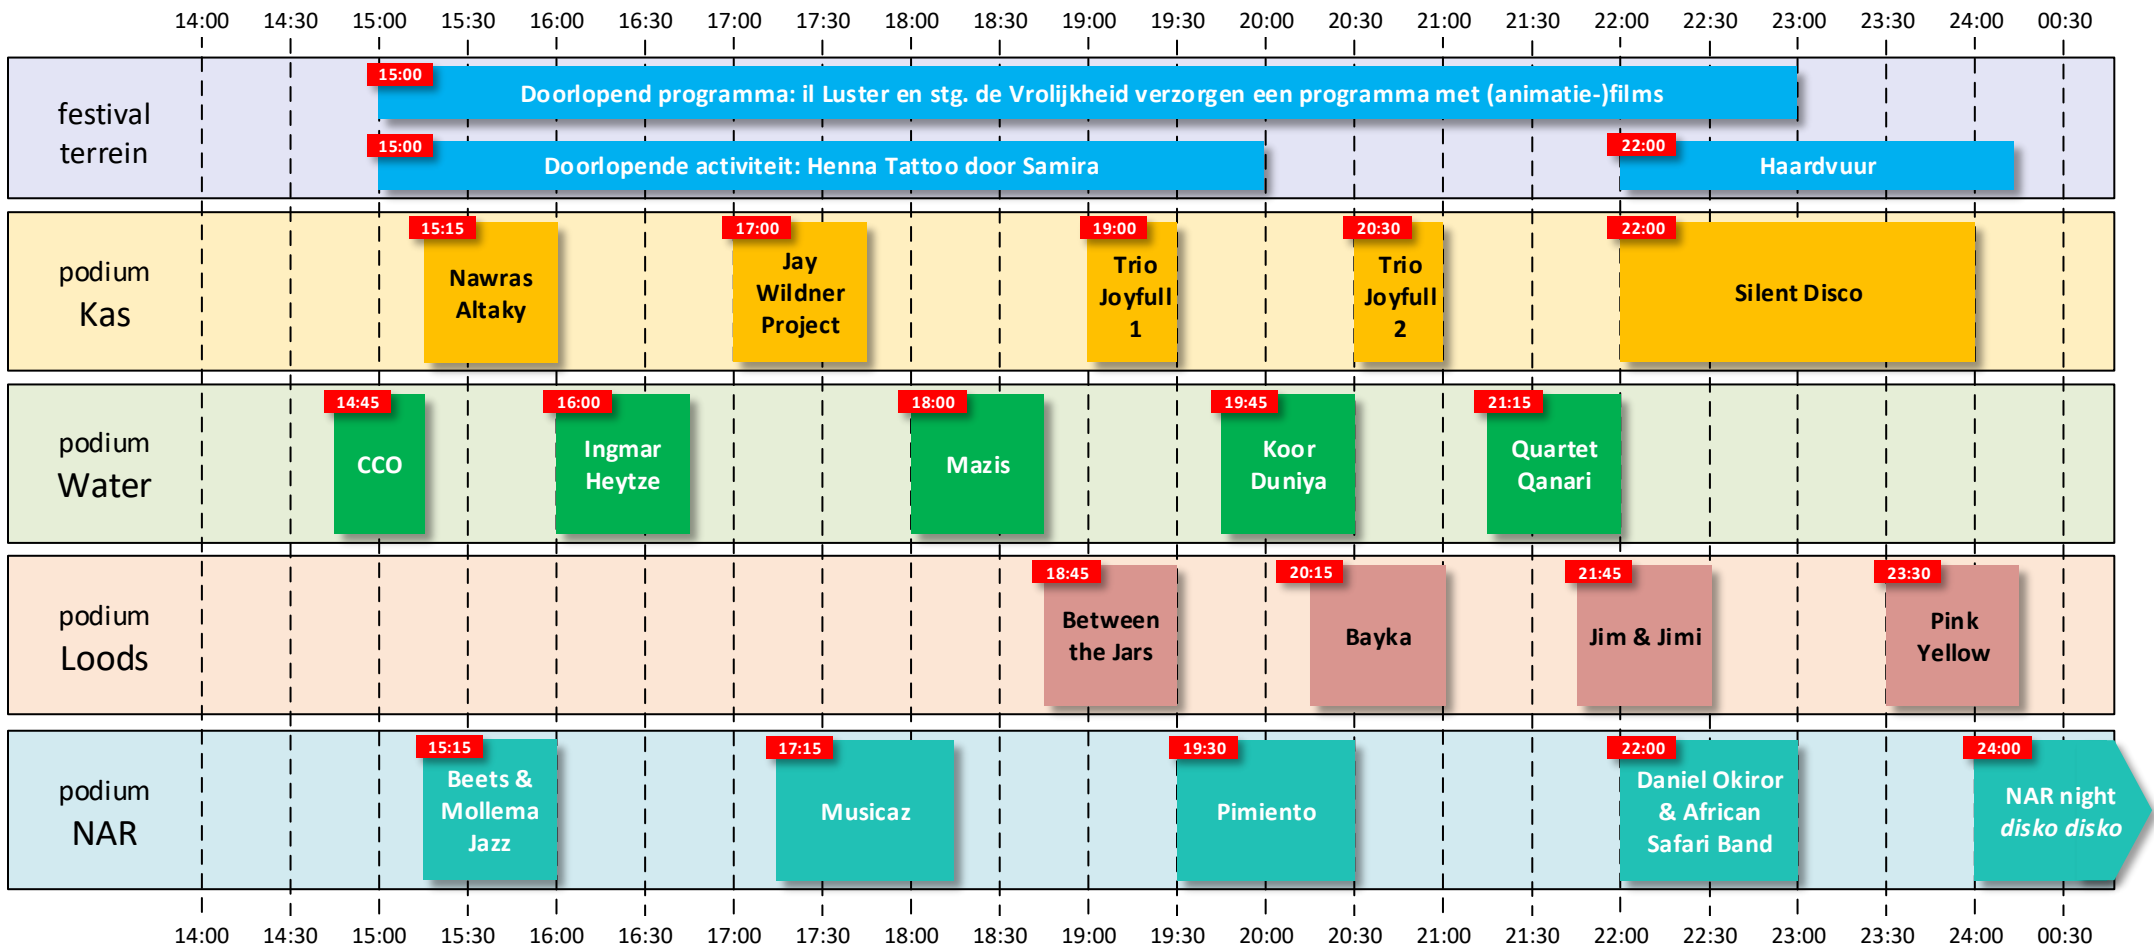 14:00 14:30 15:00 15:30 16:00 16:30 17:00 17:30 18:00 18:30 19:00 19:30 20:00 20:30 21:00 21:30 22:00 22:30 23:00 23:30 24:00 00:30
festival
terrein
15:00
Doorlopend programma: il Luster en stg. de Vrolijkheid verzorgen een programma met (animatie-)films
15:00
Doorlopende activiteit: Henna Tattoo door Samira
22:00
Haardvuur
podium
Kas
15:15
Nawras
Altaky
17:00
Jay
Wildner
Project
19:00
Trio
Joyfull
1
20:30
Trio
Joyfull
2
22:00
Silent Disco
podium
Water
14:45
CCO
16:00
Ingmar
Heytze
18:00
Mazis
19:45
Koor
Duniya
21:15
Quartet
Qanari
podium
Loods
18:45
Between
the Jars
20:15
Bayka
21:45
Jim & Jimi
23:30
Pink
Yellow
podium
NAR
15:15
Beets &
Mollema
Jazz
17:15
Musicaz
19:30
Pimiento
22:00
Daniel Okiror
& African
Safari Band
24:00
NAR night
disko disko
14:00 14:30 15:00 15:30 16:00 16:30 17:00 17:30 18:00 18:30 19:00 19:30 20:00 20:30 21:00 21:30 22:00 22:30 23:00 23:30 24:00 00:30